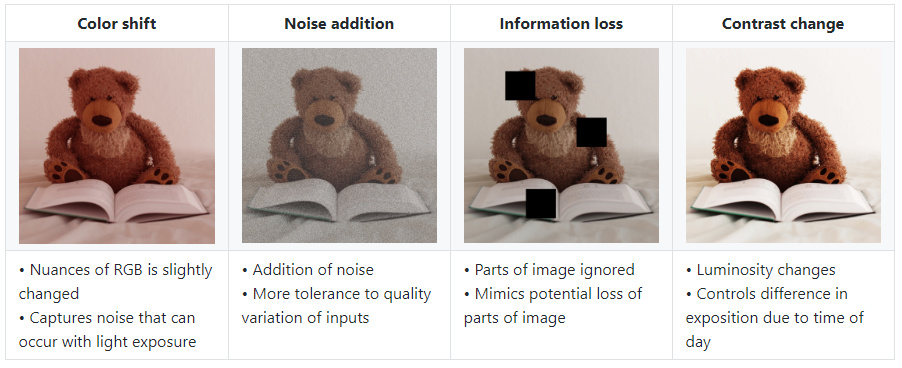 Color shift
Noise addition
Information loss
Contrast change
• Nuances of RGB is slightly
changed
• Captures noise that can
occur with light exposure
• Addition of noise
• More tolerance to quality
variation of inputs
• Parts of image ignored
• Mimics potential loss of
parts of image
• Luminosity changes
• Controls difference in
exposition due to time of
day